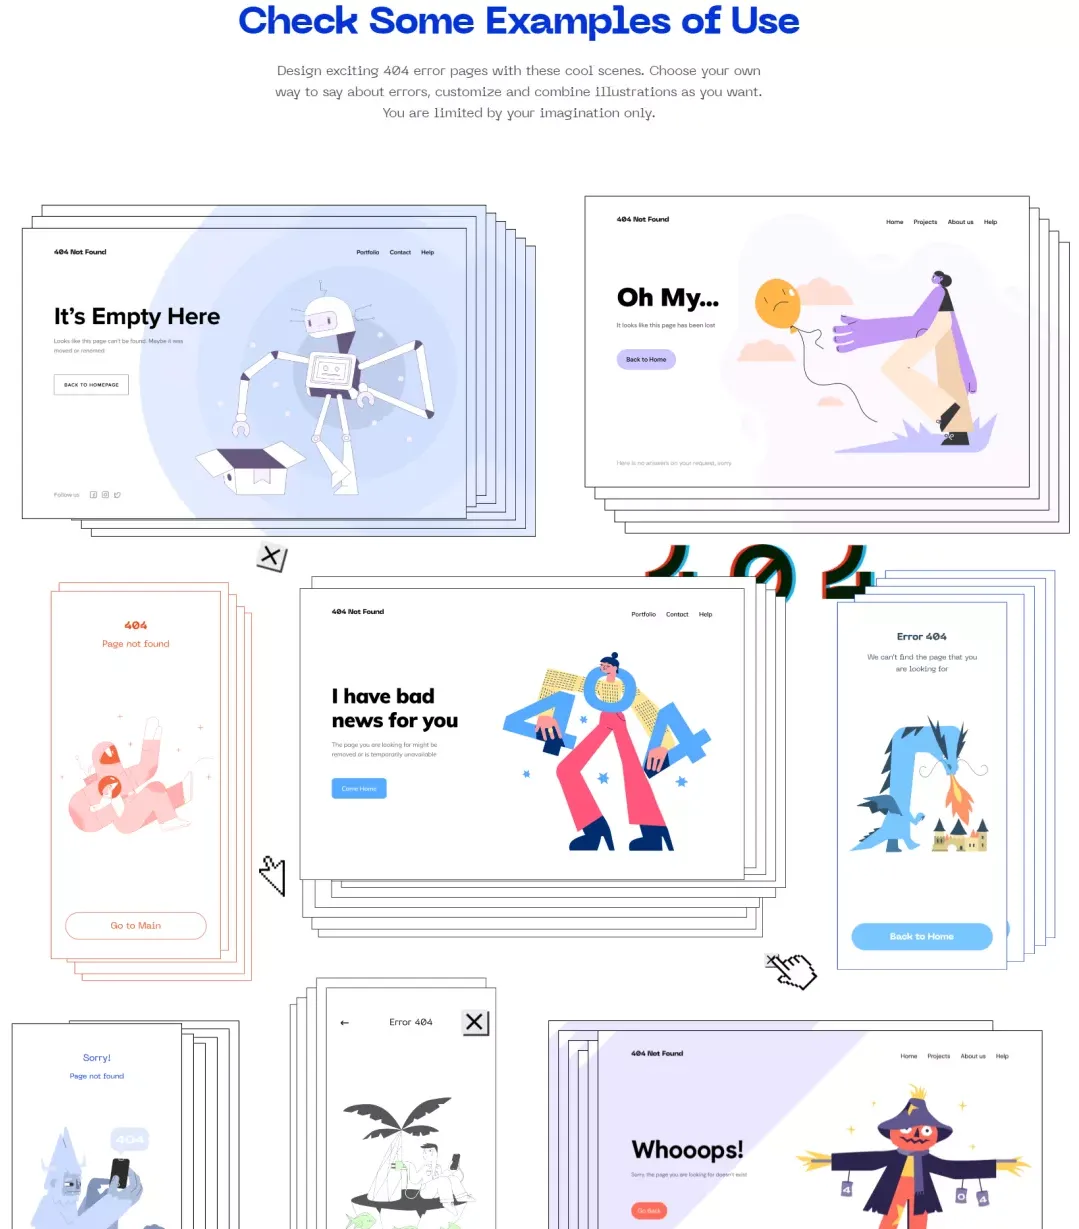 Check Some Examples of Use
Design exciting 404 error pages with these cool scenes. Choose your own
way to say about errors, customize and combine illustrations as you want.
You are limited by your imagination only.
404 Not Found
Portfolio Contact Help
It's Empty Here
Looks like this page can't be found. Maybe it was
moved or renamed
BACK TO HOMEPAGE
Follow us
404 Not Found
Home Projects About us Help
Oh My...
It looks like this page has been lost
Back to Home
Here is no answers on your request, sorry
404
404
Page not found
Go to Main
404 Not Found
Portfolio Contact Help
I have bad
news for you
The page you are looking for might be
removed or is temporarily unavailable
404
Error 404
We can't find the page that you
are looking for
Back to Home
Sorry!
Page not found
404
Error 404
404 Not Found
Home Projects About us Help
Whooops!
Sorry, the page you are looking for doesn't exist
Go Back
4 0 4